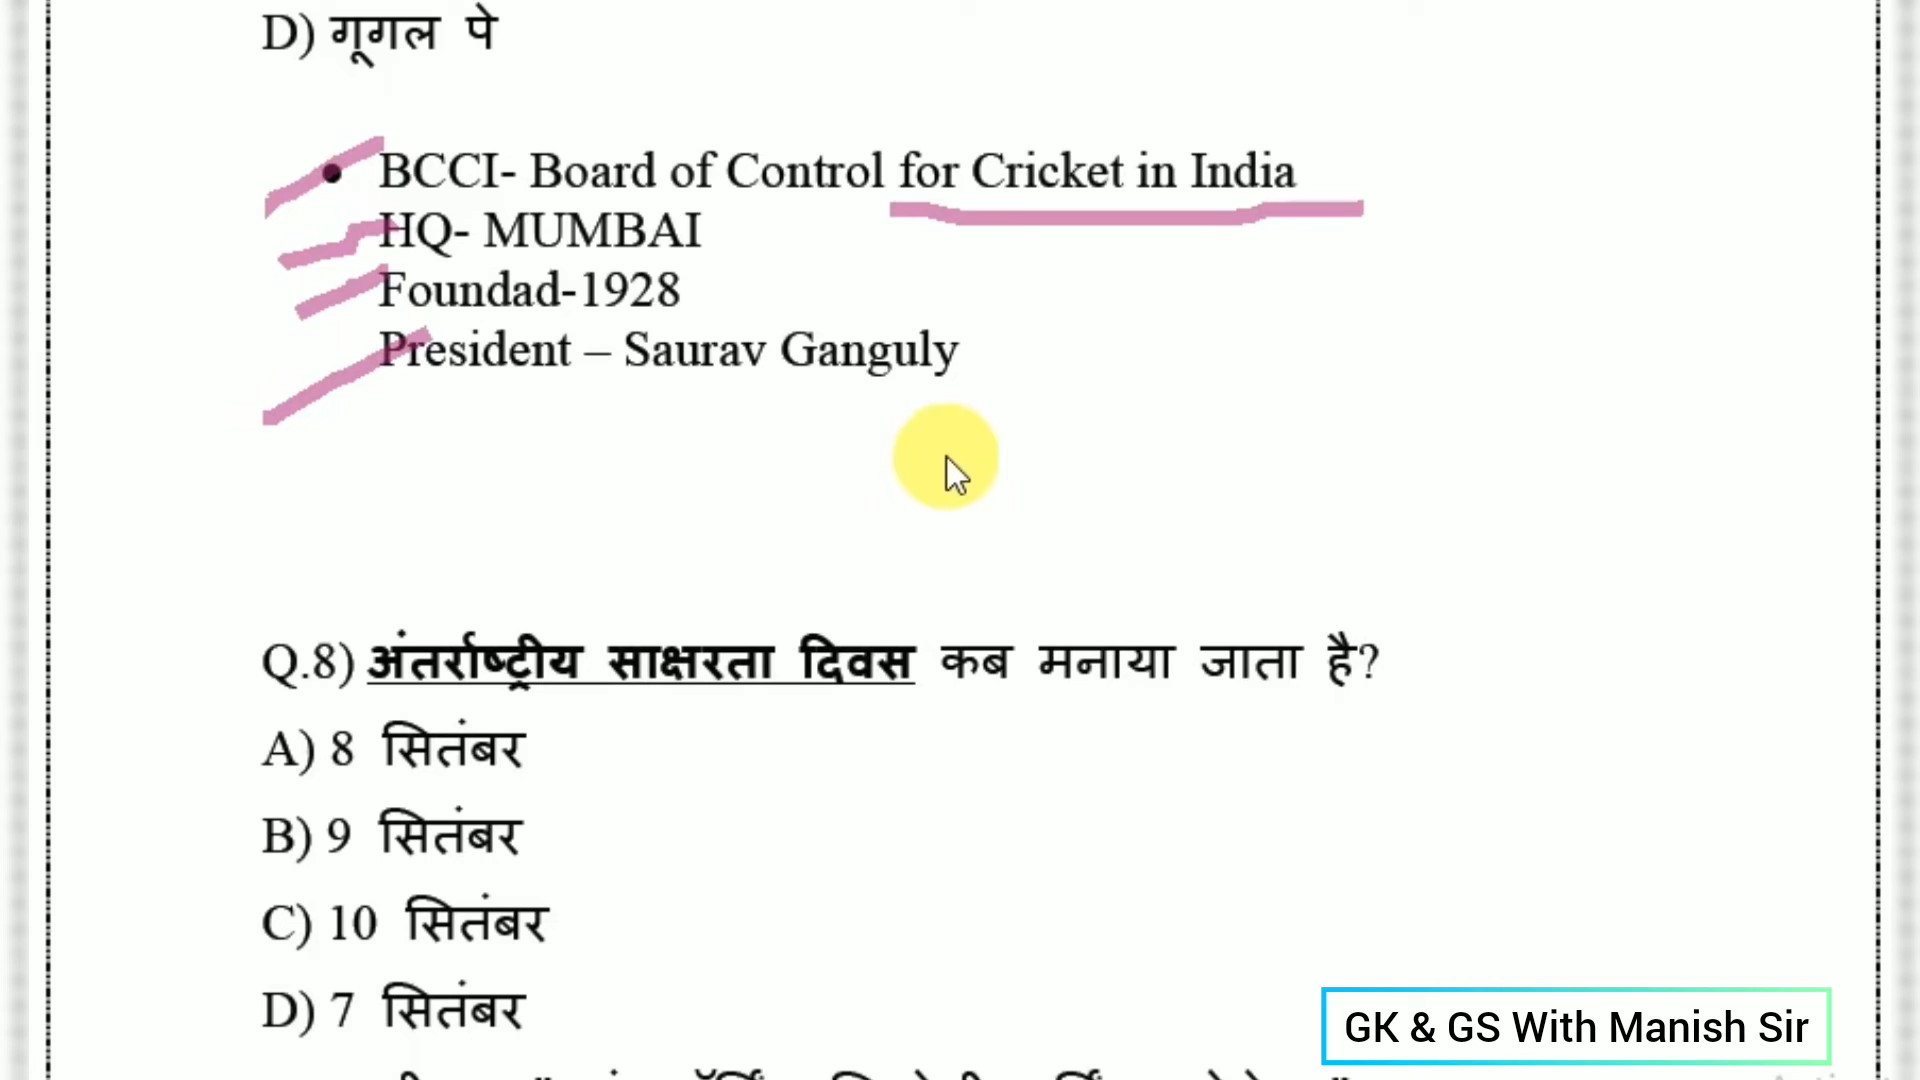 D) गूगल पे
• BCCI- Board of Control for Cricket in India
HQ- MUMBAI
Foundad-1928
President – Saurav Ganguly
Q.8) अंतर्राष्ट्रीय साक्षरता दिवस कब मनाया जाता है?
A) 8 सितंबर
B) 9 सितंबर
C) 10 सितंबर
D) 7 सितंबर
GK & GS With Manish Sir